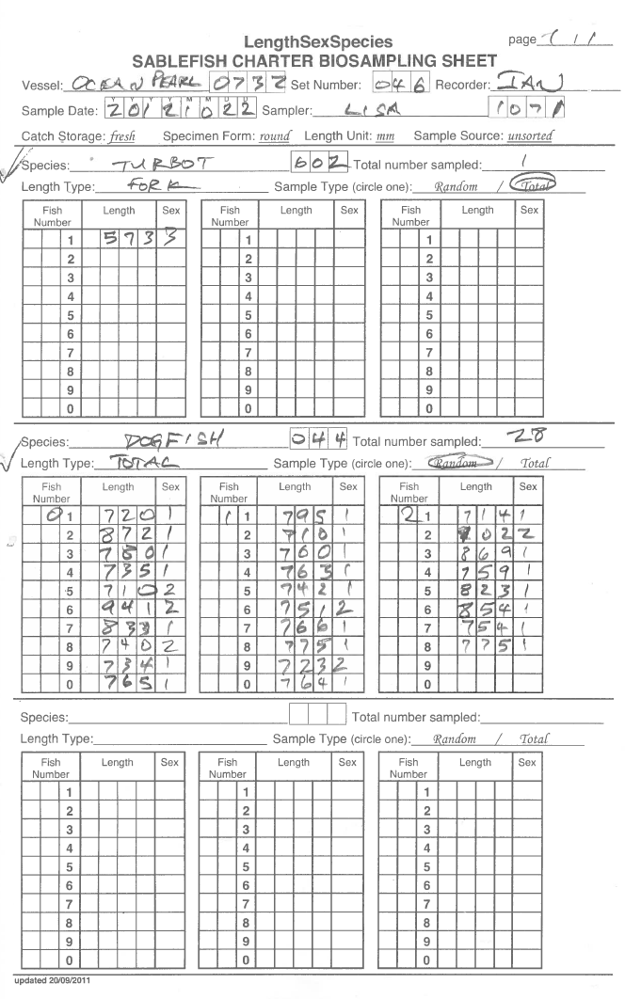 LengthSexSpecies page 1 / 1
SABLEFISH CHARTER BIOSAMPLING SHEET
Vessel: OCEAN PEARL 0732 Set Number: 046 Recorder: IAN
Y Y Y Y M M D D
Sample Date: 20121022 Sampler: LISA 1071
Catch Storage: fresh Specimen Form: round Length Unit: mm Sample Source: unsorted
Species: TURBOT 602 Total number sampled: 1
Length Type: FORK Sample Type (circle one): Random / Total
Fish Number Length Sex Fish Number Length Sex Fish Number Length Sex
1 573 3 1 1
2 2 2
3 3 3
4 4 4
5 5 5
6 6 6
7 7 7
8 8 8
9 9 9
0 0 0
Species: DOGFISH 044 Total number sampled: 28
Length Type: TOTAL Sample Type (circle one): Random / Total
Fish Number Length Sex Fish Number Length Sex Fish Number Length Sex
01 720 1 11 795 1 21 714 1
2 872 1 2 710 1 2 1022
3 780 1 3 760 1 3 869 1
4 735 1 4 763 1 4 759 1
5 710 2 5 742 1 5 823 1
6 941 2 6 751 2 6 854 1
7 833 1 7 766 1 7 754 1
8 740 2 8 775 1 8 775 1
9 734 1 9 723 2 9
0 765 1 0 764 1 0
Species: Total number sampled:
Length Type: Sample Type (circle one): Random / Total
Fish Number Length Sex Fish Number Length Sex Fish Number Length Sex
1 1 1
2 2 2
3 3 3
4 4 4
5 5 5
6 6 6
7 7 7
8 8 8
9 9 9
0 0 0
updated 20/09/2011